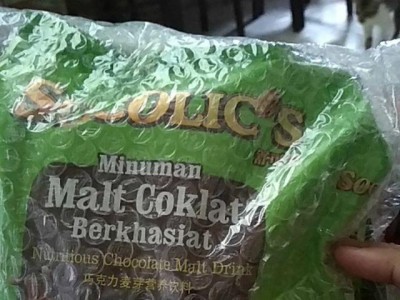 Minuman
Malt Coklat
Berkhasiat
Nutritious Chocolate Malt Drink
巧克力麦芽营养饮料